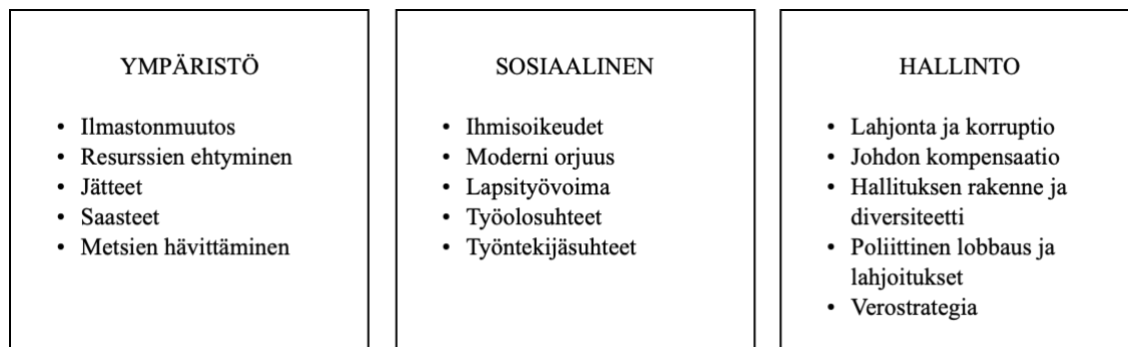 YMPÄRISTÖ
• Ilmastonmuutos
• Resurssien ehtyminen
• Jätteet
• Saasteet
• Metsien hävittäminen
SOSIAALINEN
• Ihmisoikeudet
• Moderni orjuus
• Lapsityövoima
• Työolosuhteet
• Työntekijäsuhteet
HALLINTO
• Lahjonta ja korruptio
• Johdon kompensaatio
• Hallituksen rakenne ja
diversiteetti
• Poliittinen lobbaus ja
lahjoitukset
• Verostrategia